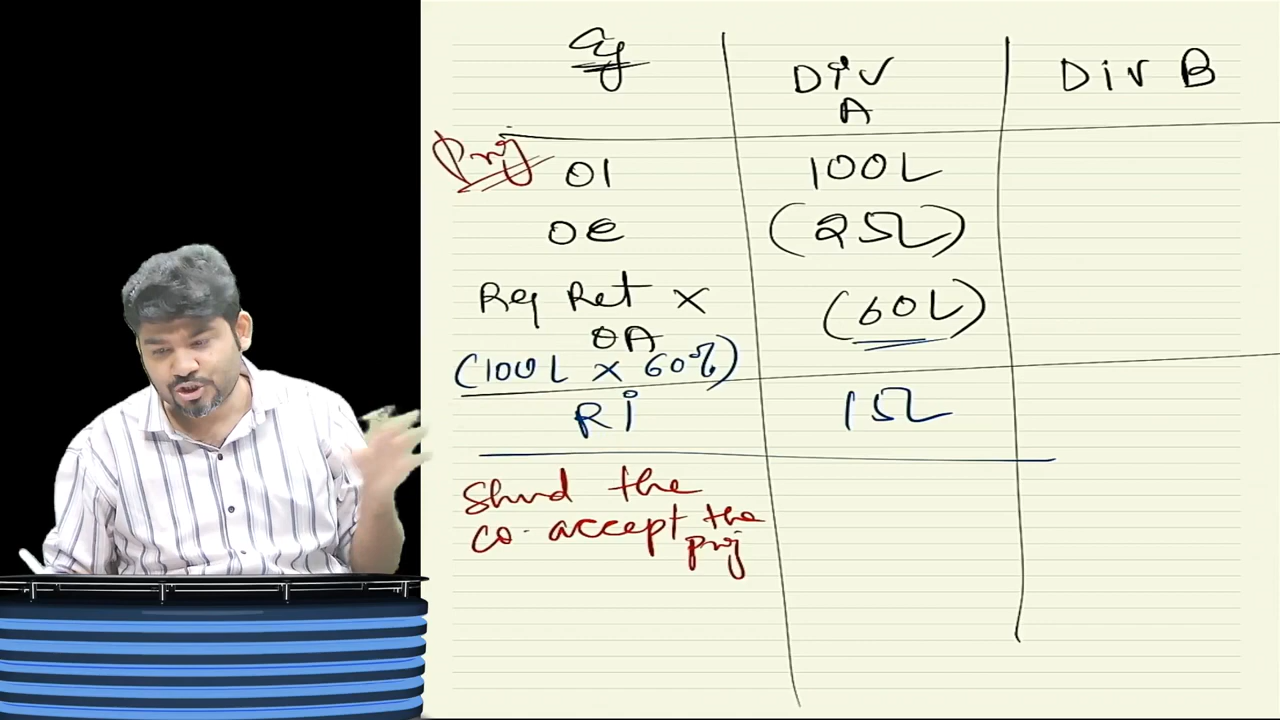 eg
Div A
Div B
Proj
OI
100L
OE
(25L)
Req Ret X OA
(60L)
(100L X 60%)
RI
15L
Shud the
co. accept the
proj